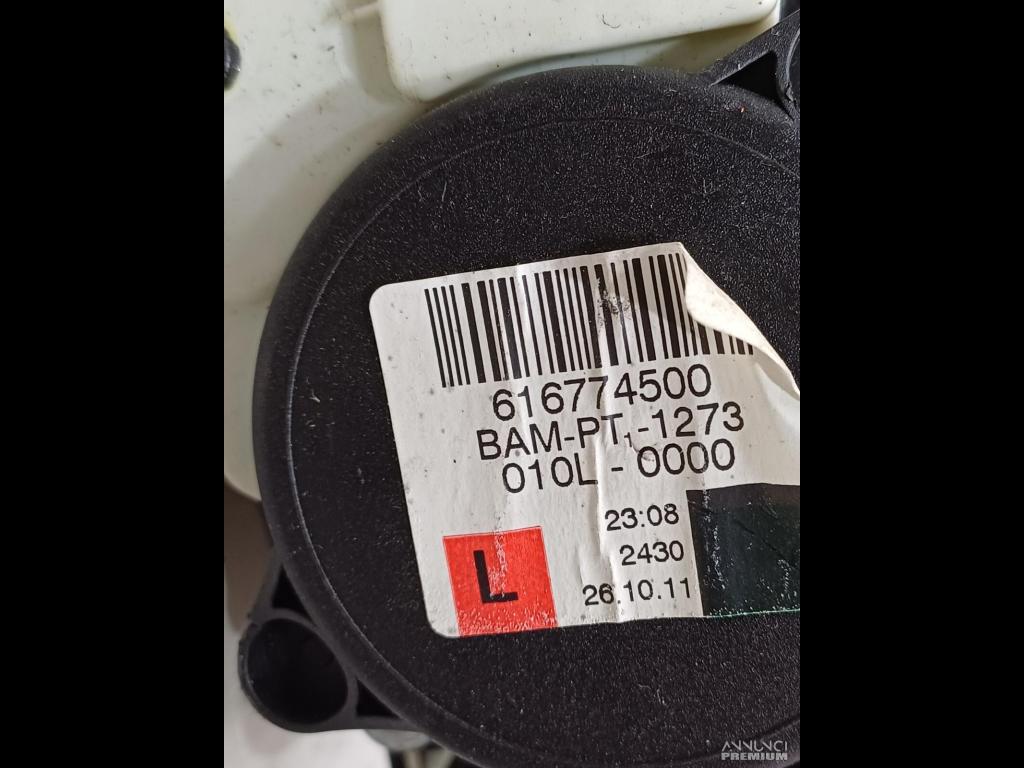 616774500
BAM-PT₁-1273
010L - 0000
23:08
2430
26.10.11
L
ANNUNCI
PREMIUM